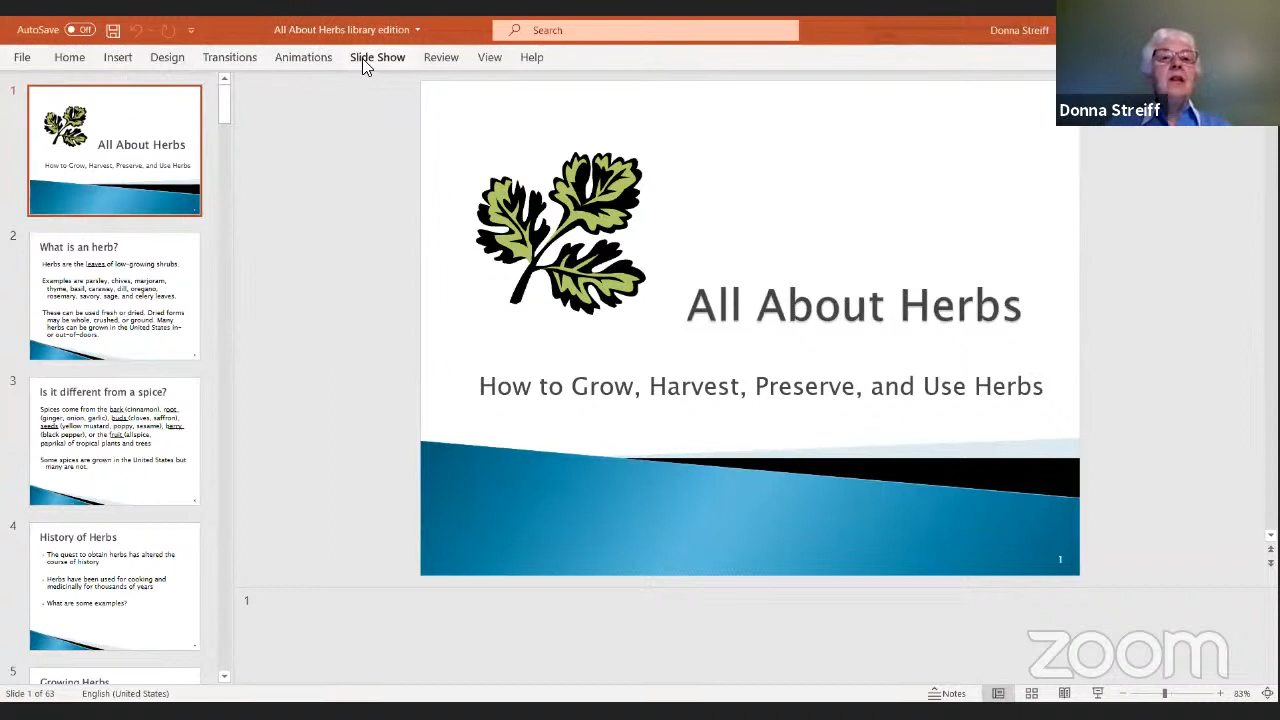 AutoSave Off
All About Herbs library edition
Search
Donna Streiff
File Home Insert Design Transitions Animations Slide Show Review View Help
Donna Streiff
1
All About Herbs
How to Grow, Harvest, Preserve, and Use Herbs
2
What is an herb?
Herbs are the leaves of low-growing shrubs.
Examples are parsley, chives, marjoram,
thyme, basil, caraway, dill, oregano,
rosemary, savory, sage, and celery leaves.
These can be used fresh or dried. Dried forms
may be whole, crushed, or ground. Many
herbs can be grown in the United States in-
or out-of-doors.
3
Is it different from a spice?
Spices come from the bark (cinnamon), root
(ginger, onion, garlic), buds (cloves, saffron),
seeds (yellow mustard, poppy, sesame), berry
(black pepper), or the fruit (allspice,
paprika) of tropical plants and trees
Some spices are grown in the United States but
many are not.
4
History of Herbs
The quest to obtain herbs has altered the
course of history
Herbs have been used for cooking and
medicinally for thousands of years
What are some examples?
5
Growing Herbs
All About Herbs
How to Grow, Harvest, Preserve, and Use Herbs
1
1
zoom
Slide 1 of 63 English (United States)
Notes
83%